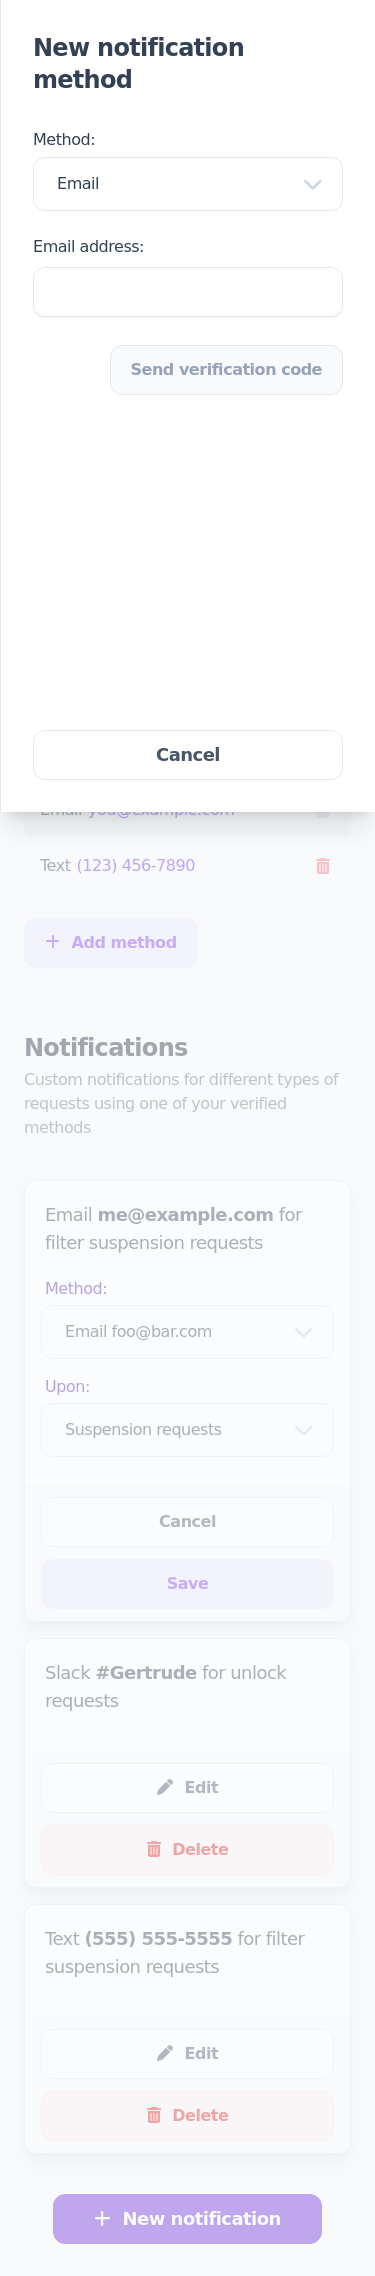 New notification
method
Method:
Email
Email address:
Send verification code
Cancel
Email you@example.com
Text (123) 456-7890
Add method
Notifications
Custom notifications for different types of
requests using one of your verified
methods
Email me@example.com for
filter suspension requests
Method:
Email foo@bar.com
Upon:
Suspension requests
Cancel
Save
Slack #Gertrude for unlock
requests
Edit
Delete
Text (555) 555-5555 for filter
suspension requests
Edit
Delete
New notification